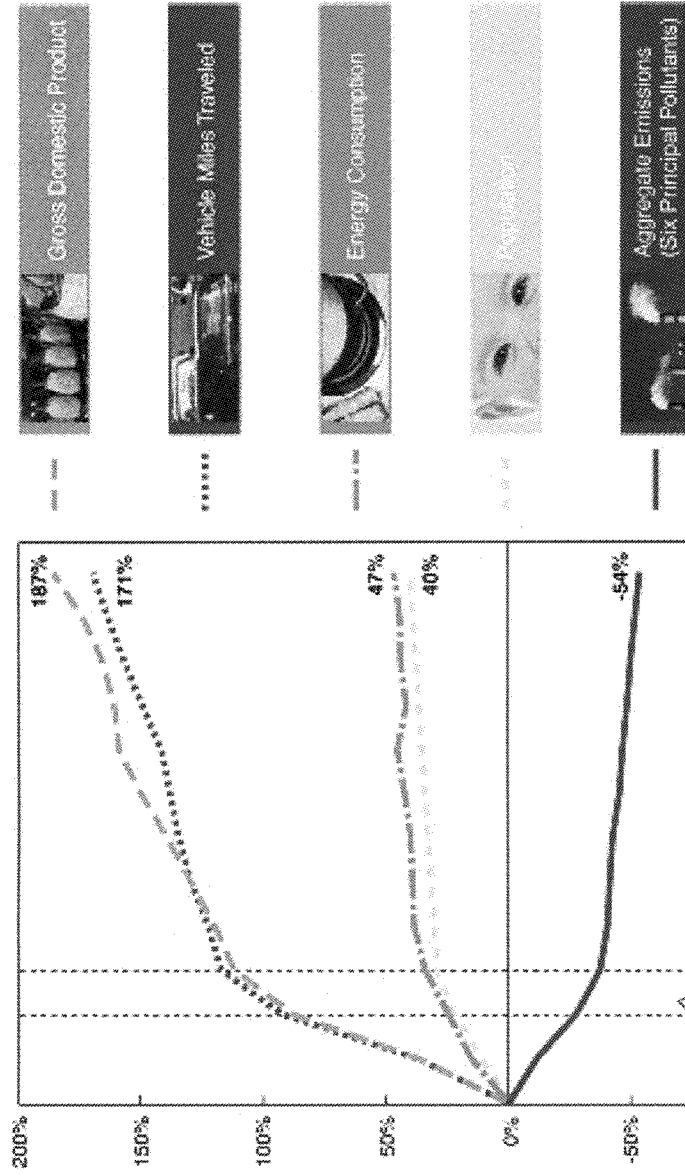 200%
150%
100%
50%
0%
-50%
187%
171%
47%
40%
-54%
Gross Domestic Product
Vehicle Miles Traveled
Energy Consumption
Population
Aggregate Emissions
(Six Principal Pollutants)